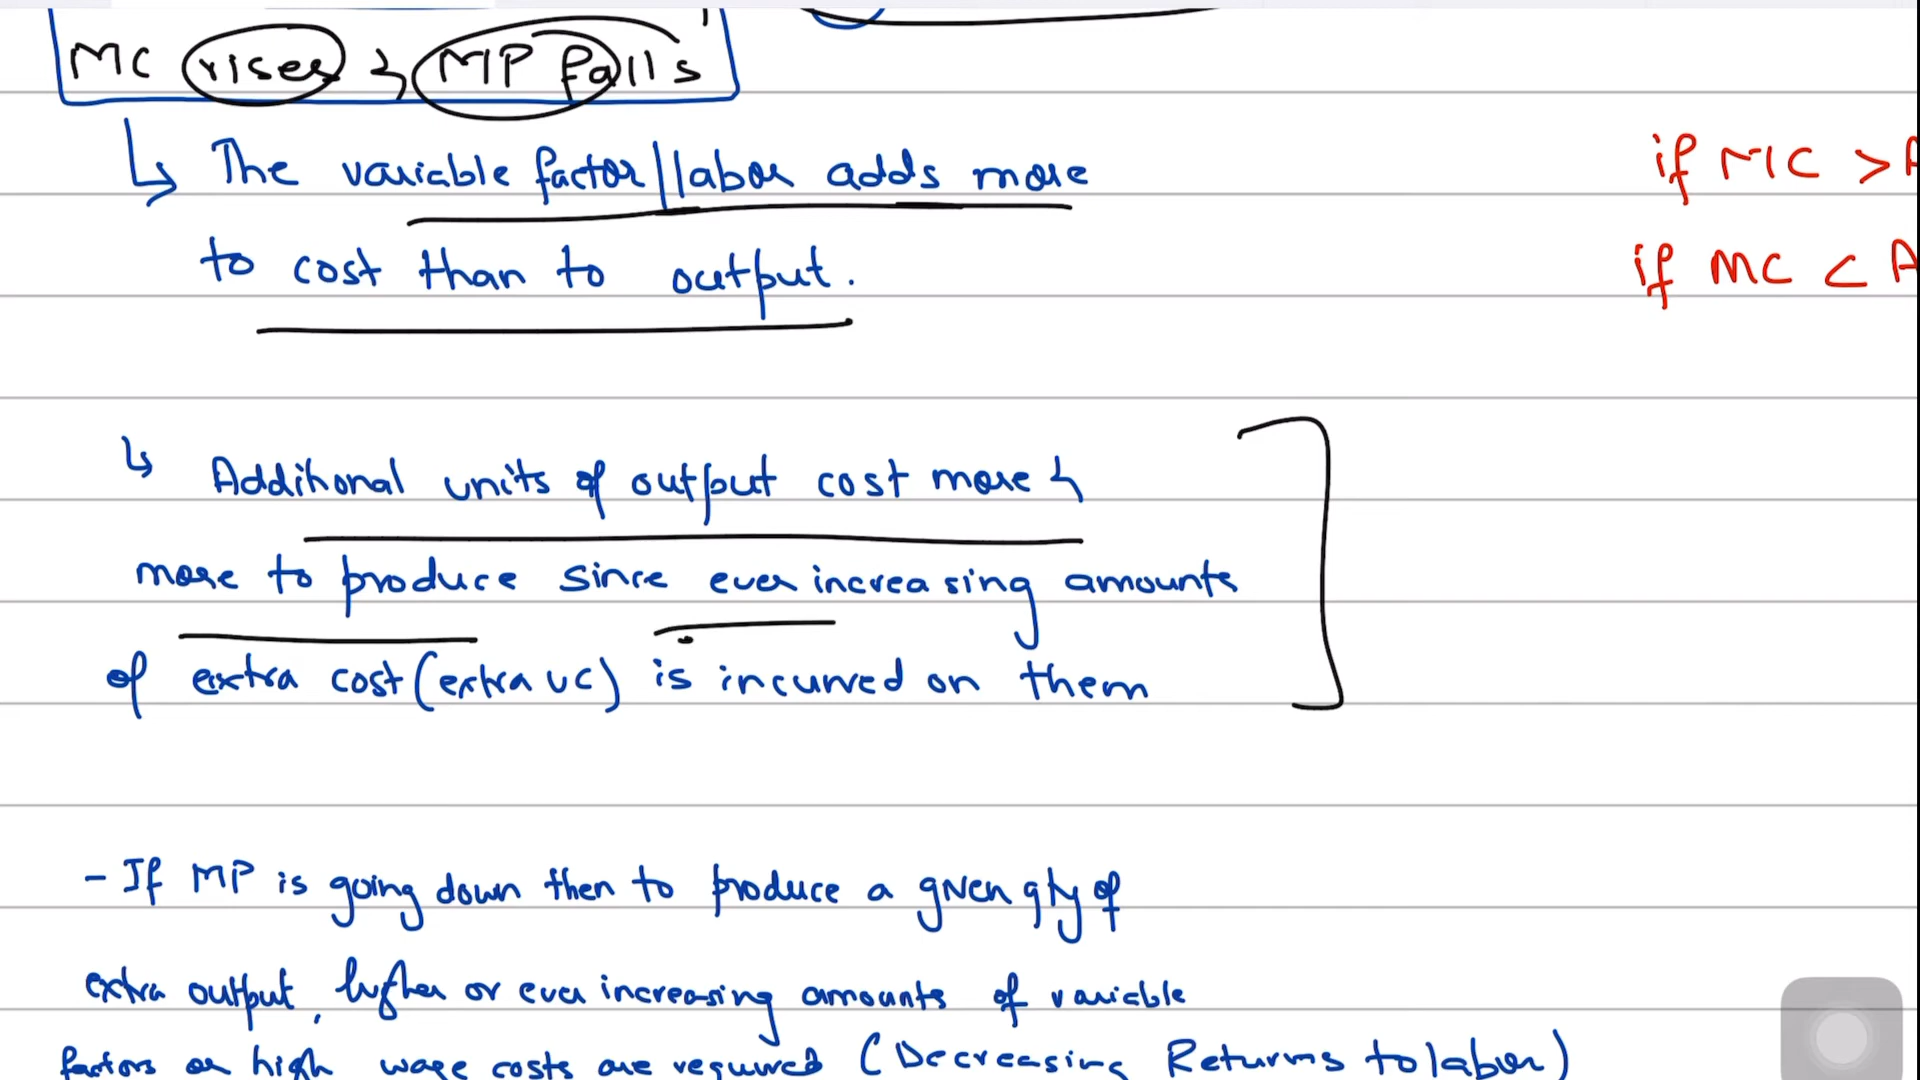 MC rises & MP falls
↳ The variable factor/labor adds more
to cost than to output.
if MC > A
if MC < A
↳ Additional units of output cost more &
more to produce since ever increasing amounts
of extra cost (extra VC) is incurred on them
- If MP is going down then to produce a given qty of
extra output, higher or ever increasing amounts of variable
factors or high wage costs are required (Decreasing Returns to labor)